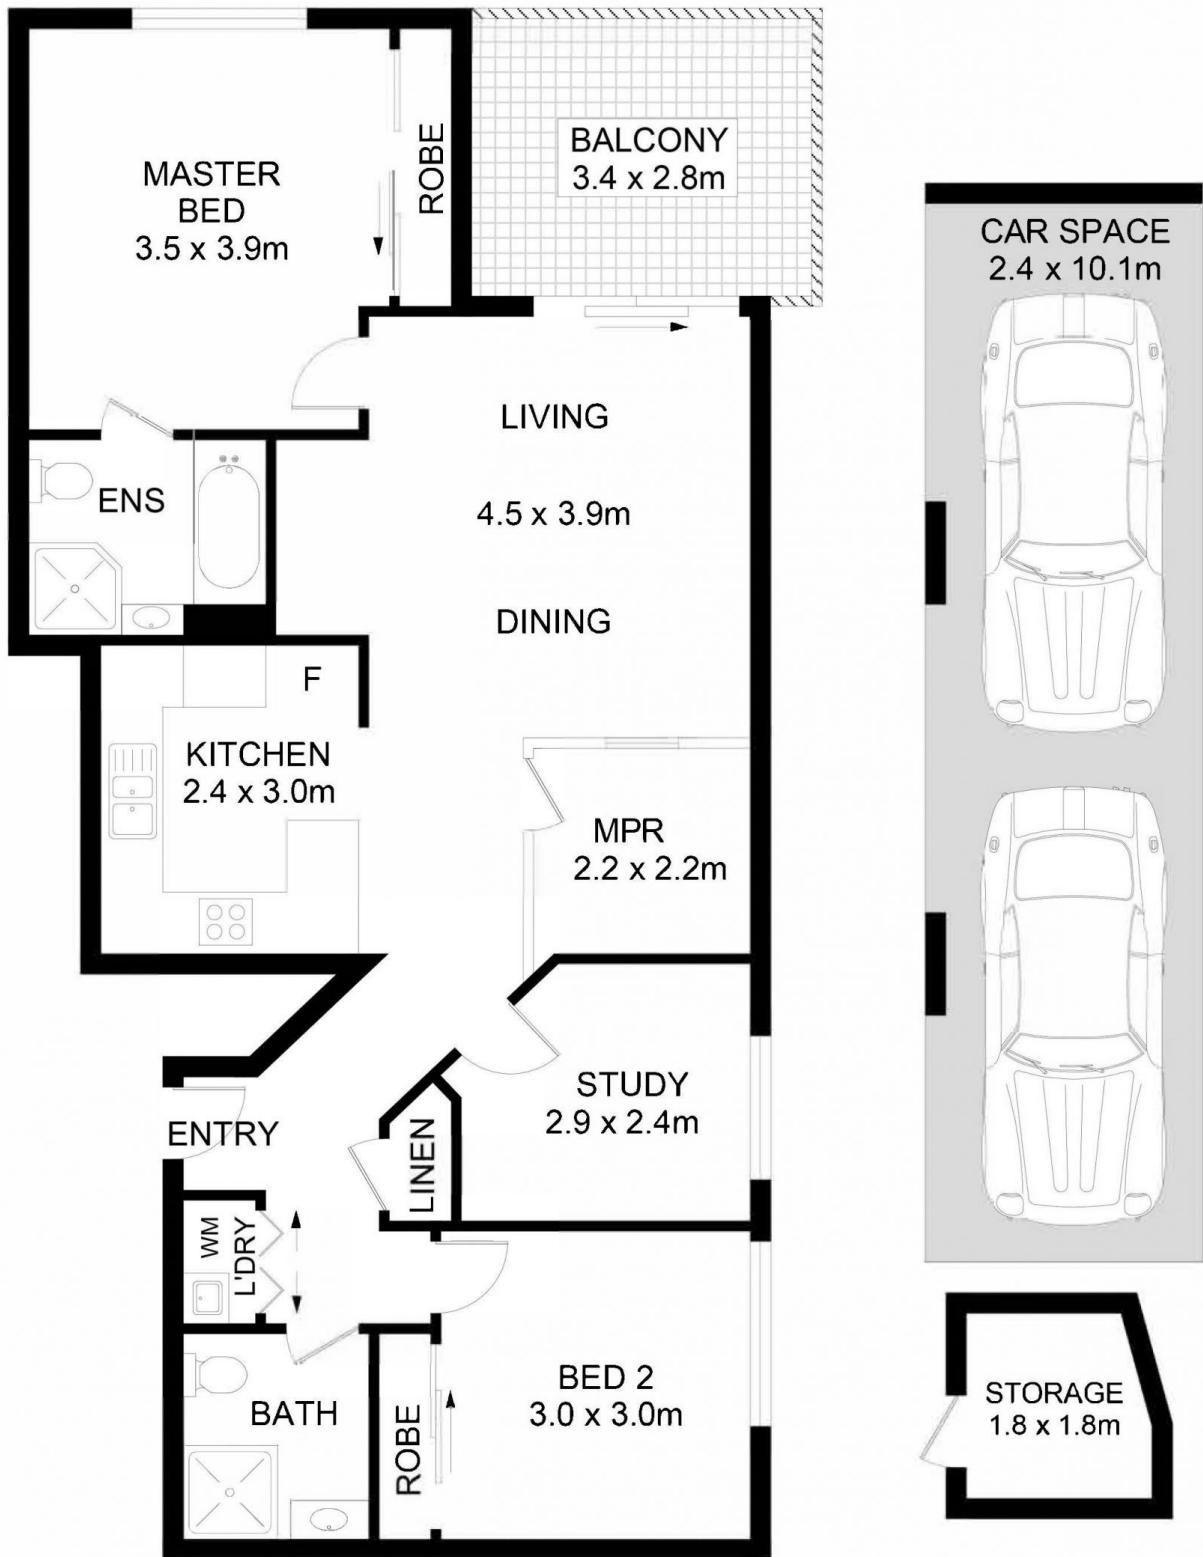 MASTER
BED
3.5 x 3.9m
ROBE
BALCONY
3.4 x 2.8m
CAR SPACE
2.4 x 10.1m
LIVING
4.5 x 3.9m
DINING
ENS
F
KITCHEN
2.4 x 3.0m
MPR
2.2 x 2.2m
STUDY
2.9 x 2.4m
ENTRY
LINEN
WM
L'DRY
BATH
ROBE
BED 2
3.0 x 3.0m
STORAGE
1.8 x 1.8m